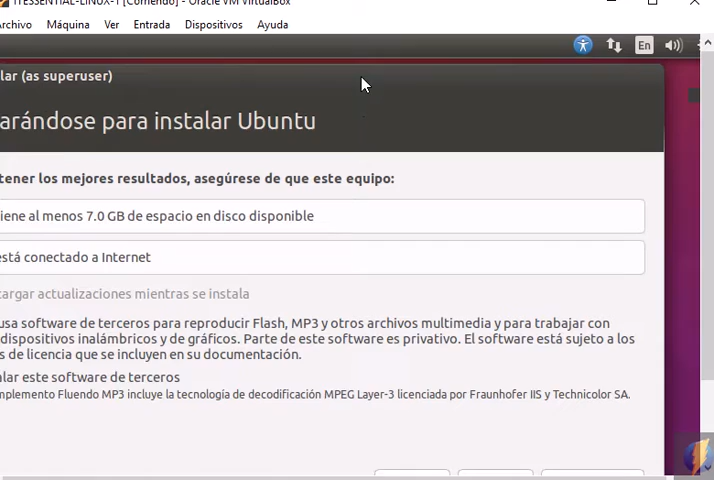 ITESSENTIAL-LINUX-1 [Corriendo] - Oracle VM VirtualBox
Archivo Máquina Ver Entrada Dispositivos Ayuda
En
lar (as superuser)
arándose para instalar Ubuntu
tener los mejores resultados, asegúrese de que este equipo:
iene al menos 7.0 GB de espacio en disco disponible
está conectado a Internet
cargar actualizaciones mientras se instala
usa software de terceros para reproducir Flash, MP3 y otros archivos multimedia y para trabajar con
dispositivos inalámbricos y de gráficos. Parte de este software es privativo. El software está sujeto a los
s de licencia que se incluyen en su documentación.
alar este software de terceros
mplemento Fluendo MP3 incluye la tecnología de decodificación MPEG Layer-3 licenciada por Fraunhofer IIS y Technicolor SA.